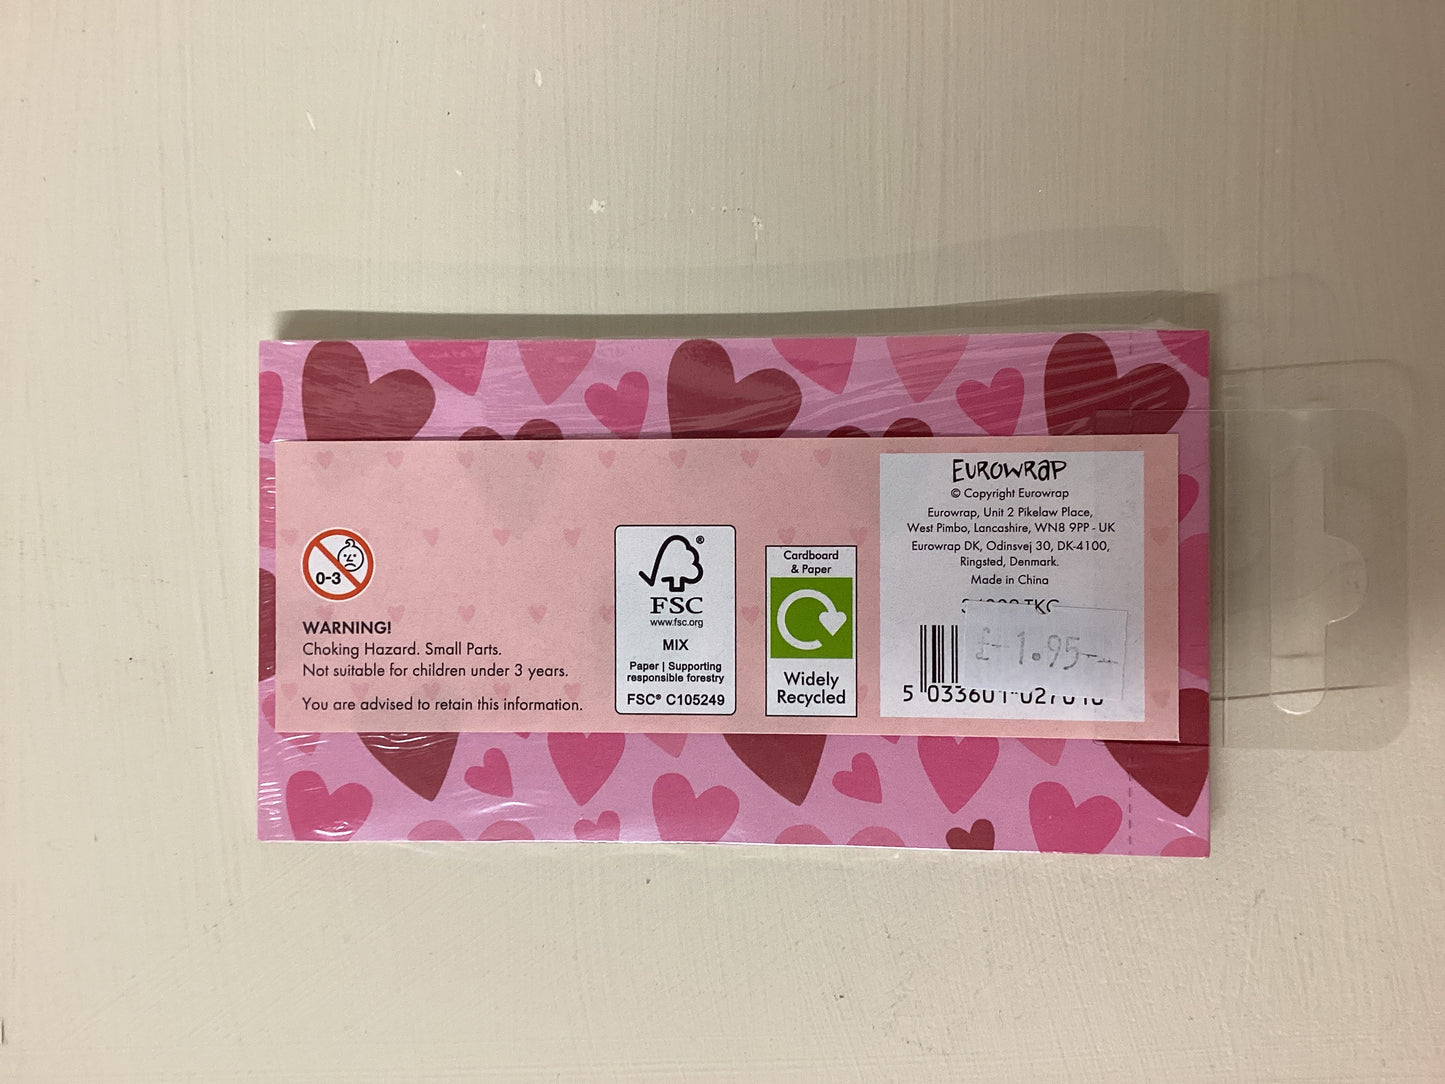 0-3
WARNING!
Choking Hazard. Small Parts.
Not suitable for children under 3 years.
You are advised to retain this information.
FSC®
www.fsc.org
MIX
Paper | Supporting
responsible forestry
FSC® C105249
Cardboard
& Paper
Widely
Recycled
EUROWRAP
© Copyright Eurowrap
Eurowrap, Unit 2 Pikelaw Place,
West Pimbo, Lancashire, WN8 9PP - UK
Eurowrap DK, Odinsvej 30, DK-4100,
Ringsted, Denmark.
Made in China
£ 1.95
5 033601